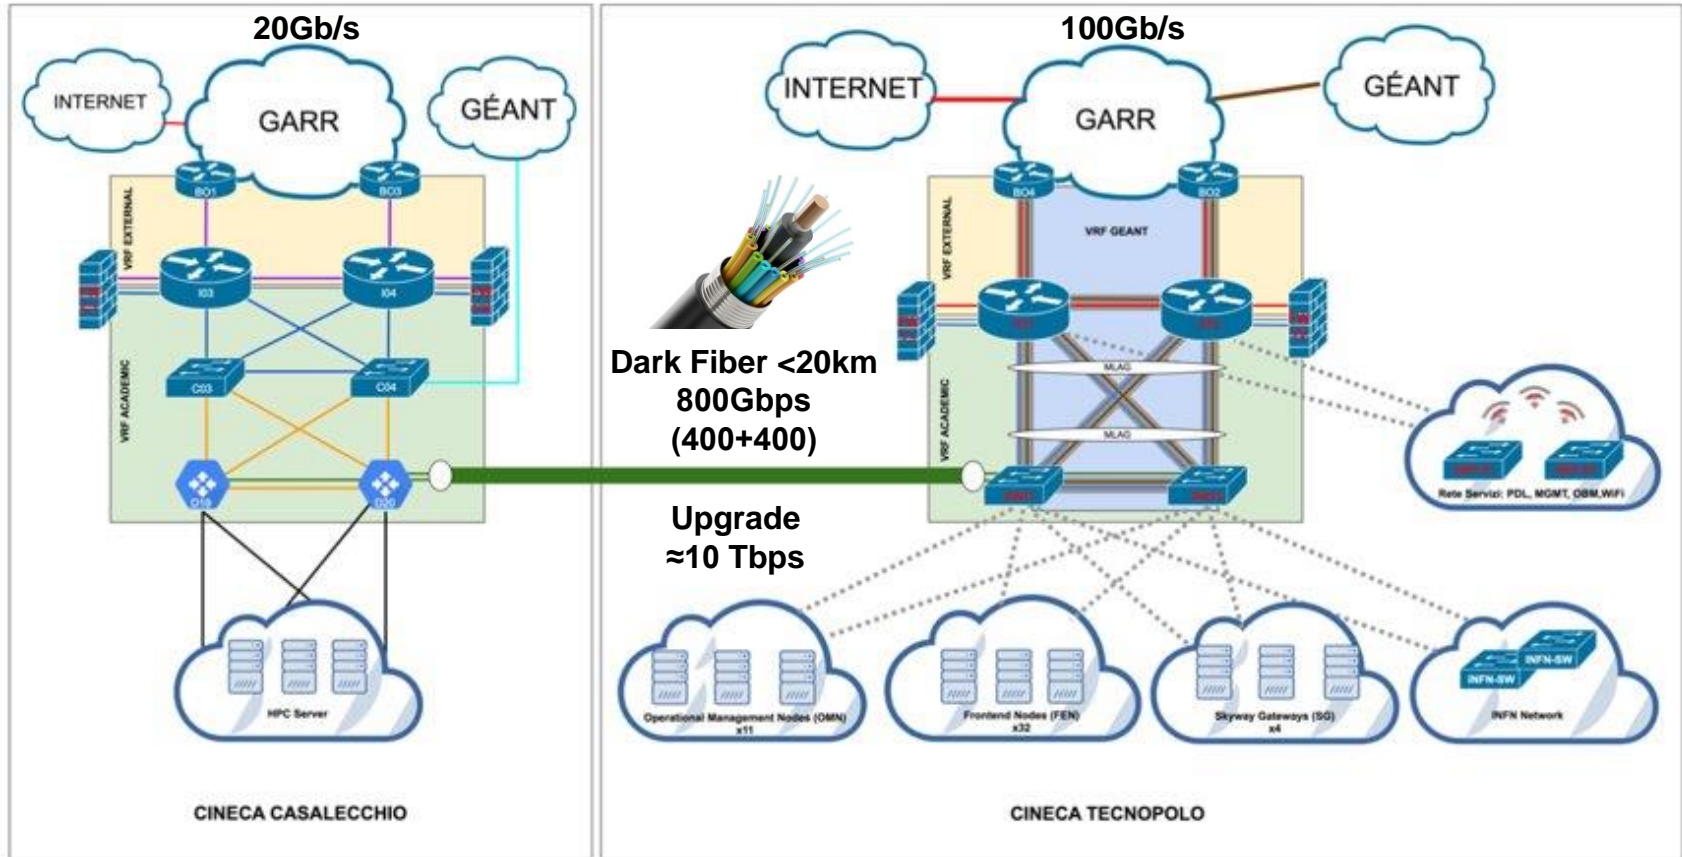 20Gb/s
INTERNET
GARR
GÉANT
BO1
BO3
VRF EXTERNAL
I03
I04
VRF ACADEMIC
C03
C04
D20
HPC Server
CINECA CASALECCHIO
Dark Fiber <20km
800Gbps
(400+400)
Upgrade
≈10 Tbps
100Gb/s
INTERNET
GARR
GÉANT
BO4
BO2
VRF EXTERNAL
VRF GEANT
MLAG
MLAG
VRF ACADEMIC
Rete Servizi: PDL, MGMT, OBM,WiFi
Operational Management Nodes (OMN)
x11
Frontend Nodes (FEN)
x32
Skyway Gateways (SG)
x4
INFN-SW
INFN-SW
INFN Network
CINECA TECNOPOLO